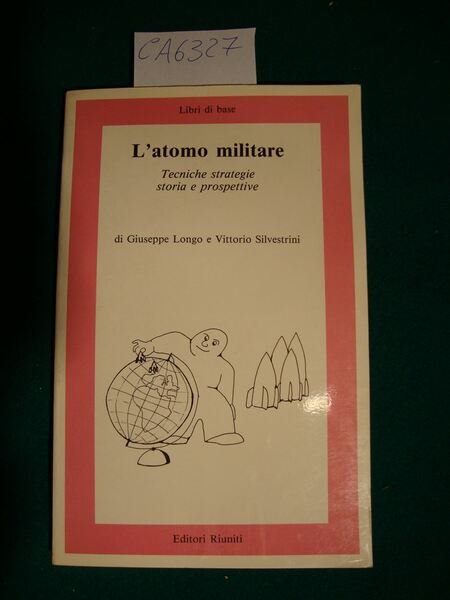 CA6327
Libri di base
L'atomo militare
Tecniche strategie
storia e prospettive
di Giuseppe Longo e Vittorio Silvestrini
Editori Riuniti